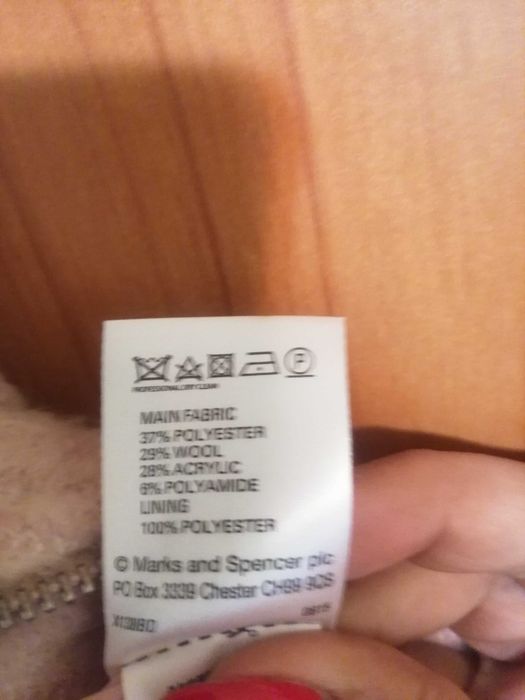 PROFESSIONAL DRY CLEAN
MAIN FABRIC
37% POLYESTER
29% WOOL
28% ACRYLIC
6% POLYAMIDE
LINING
100% POLYESTER
© Marks and Spencer plc
PO Box 3339 Chester CH99 9QS